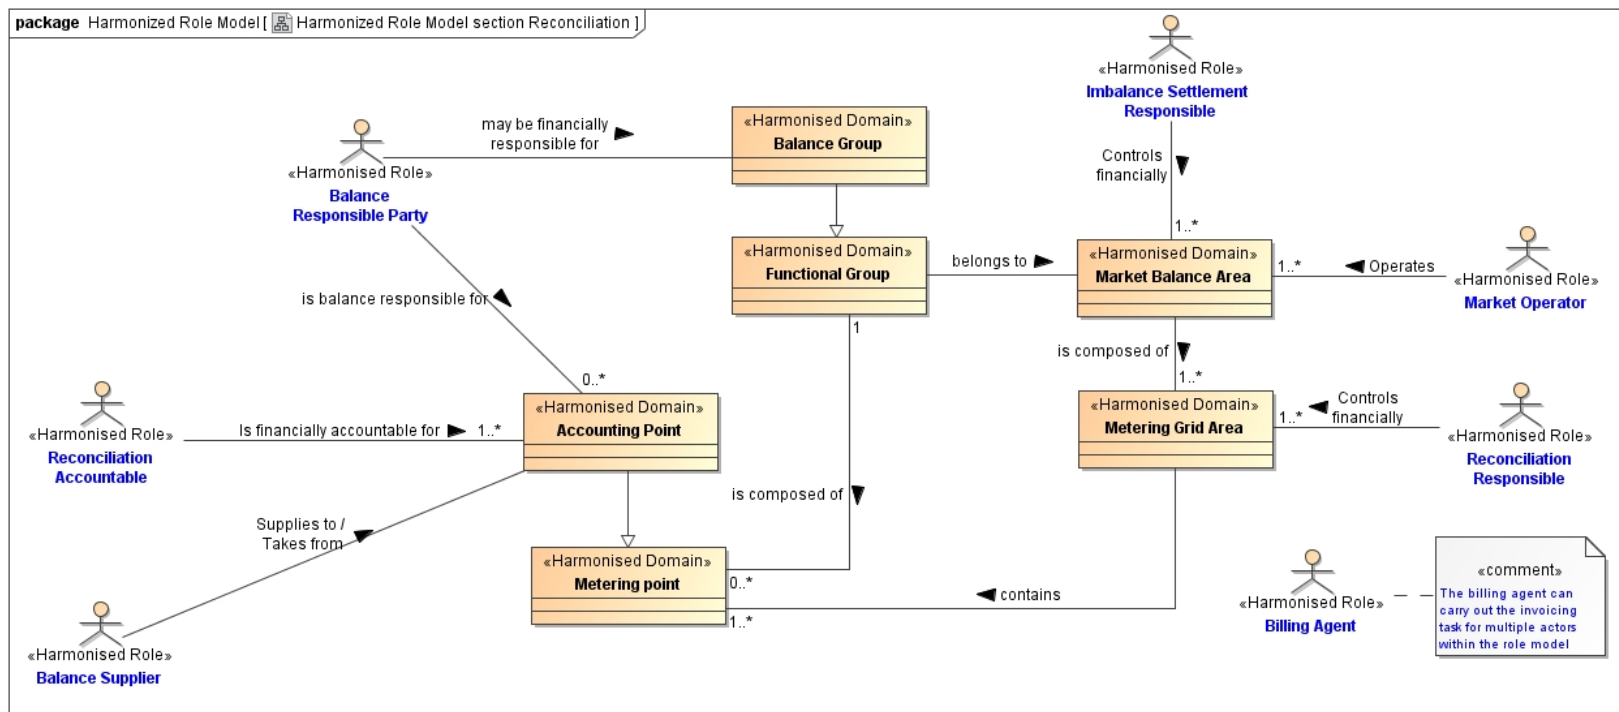 package Harmonized Role Model [ Harmonized Role Model section Reconciliation ]
«Harmonised Role»
Imbalance Settlement
Responsible
may be financially
responsible for
«Harmonised Domain»
Balance Group
«Harmonised Role»
Balance
Responsible Party
Controls
financially
1..*
«Harmonised Domain»
Functional Group
belongs to
«Harmonised Domain»
Market Balance Area
1..*
Operates
«Harmonised Role»
Market Operator
is balance responsible for
1
is composed of
0..*
1..*
«Harmonised Role»
Reconciliation
Accountable
Is financially accountable for
1..*
«Harmonised Domain»
Accounting Point
«Harmonised Domain»
Metering Grid Area
1..*
Controls
financially
«Harmonised Role»
Reconciliation
Responsible
is composed of
Supplies to /
Takes from
«Harmonised Domain»
Metering point
0..*
1..*
contains
«Harmonised Role»
Billing Agent
«comment»
The billing agent can
carry out the invoicing
task for multiple actors
within the role model
«Harmonised Role»
Balance Supplier